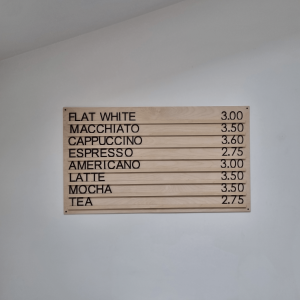 FLAT WHITE 3.00
MACCHIATO 3.50
CAPPUCCINO 3.60
ESPRESSO 2.75
AMERICANO 3.00
LATTE 3.50
MOCHA 3.50
TEA 2.75